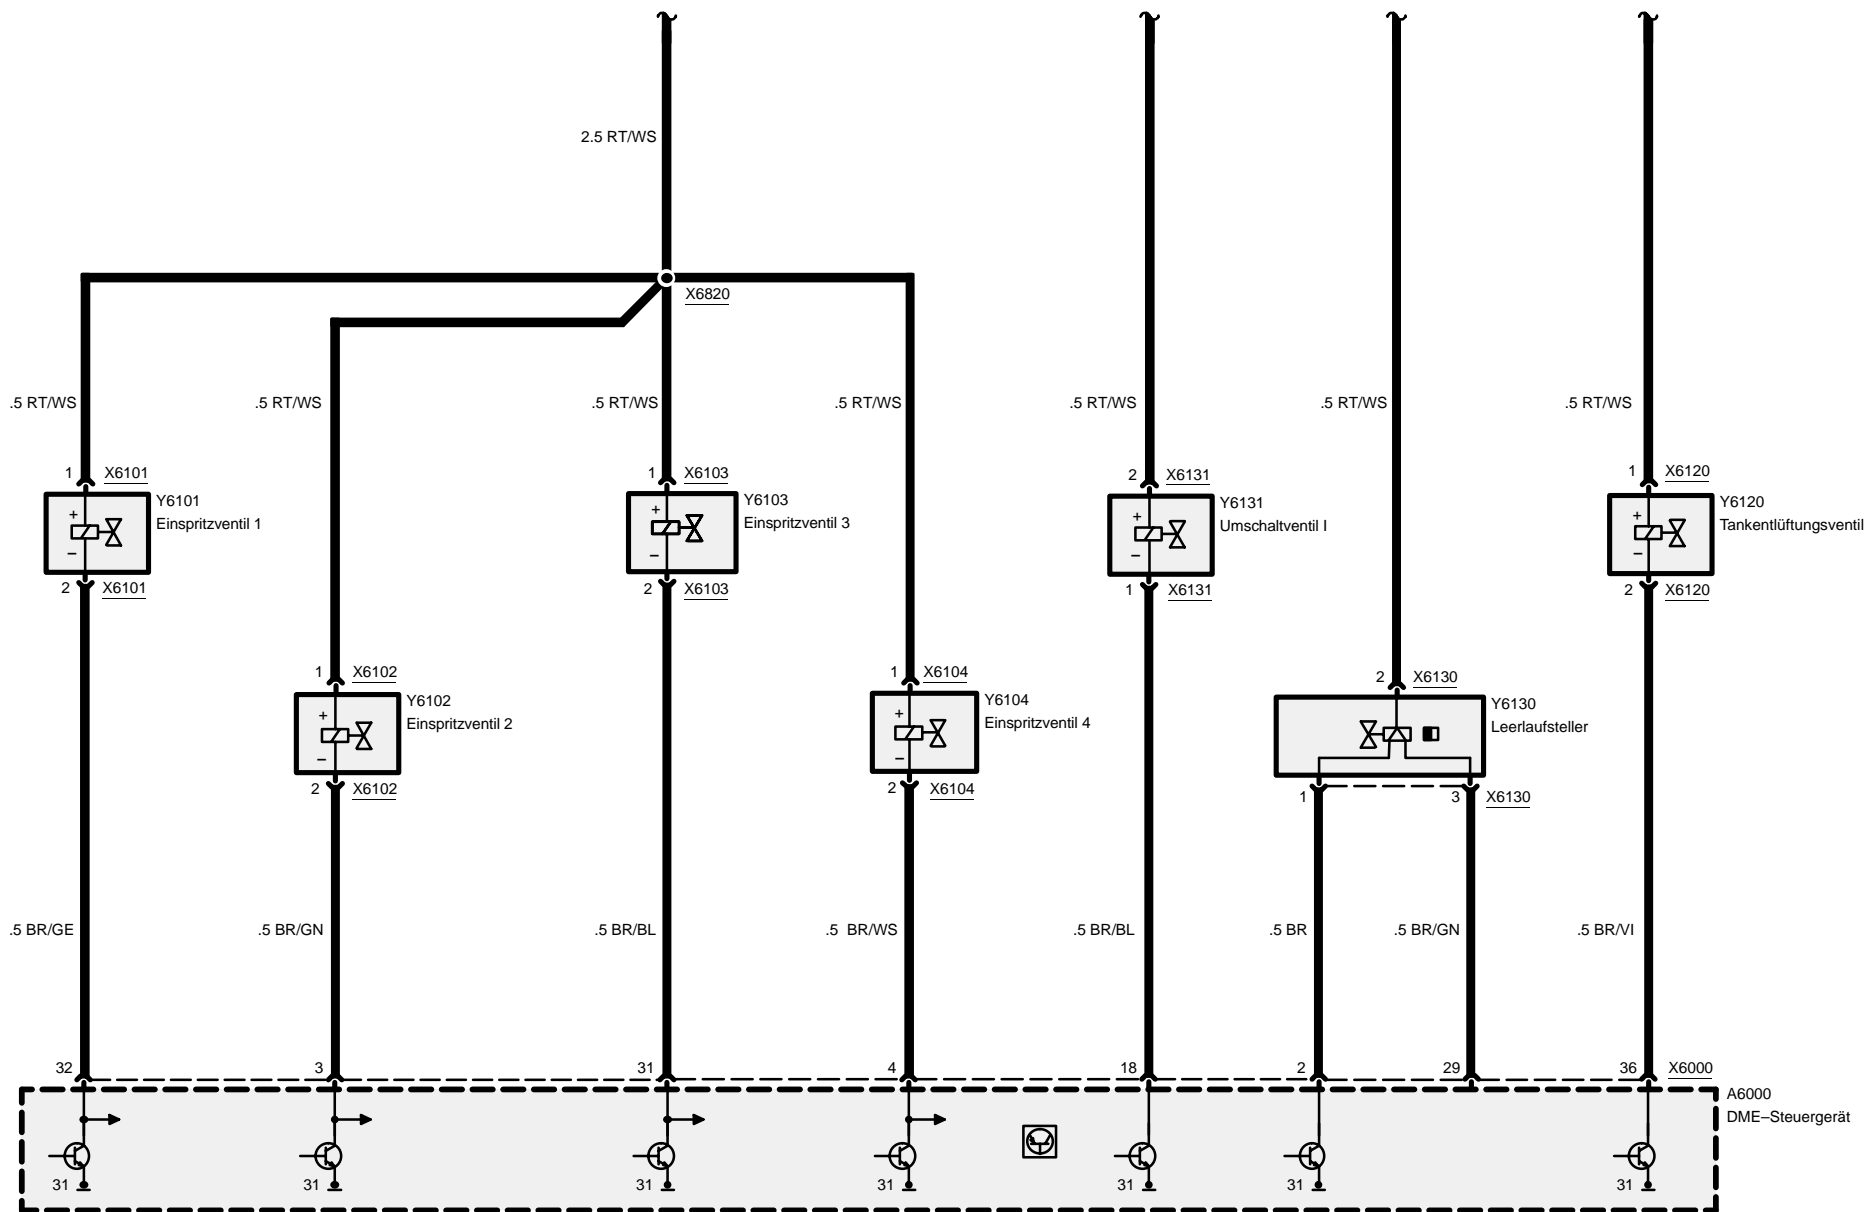 2.5 RT/WS
X6820
.5 RT/WS
.5 RT/WS
.5 RT/WS
.5 RT/WS
.5 RT/WS
.5 RT/WS
.5 RT/WS
1 X6101
1 X6103
2 X6131
1 X6120
Y6101
Einspritzventil 1
Y6103
Einspritzventil 3
Y6131
Umschaltventil I
Y6120
Tankentlüftungsventil
+
−
+
−
+
−
+
−
2 X6101
2 X6103
1 X6131
2 X6120
1 X6102
1 X6104
2 X6130
Y6102
Einspritzventil 2
Y6104
Einspritzventil 4
Y6130
Leerlaufsteller
+
−
+
−
2 X6102
2 X6104
1
3 X6130
.5 BR/GE
.5 BR/GN
.5 BR/BL
.5 BR/WS
.5 BR/BL
.5 BR
.5 BR/GN
.5 BR/VI
32
3
31
4
18
2
29
36 X6000
A6000
DME–Steuergerät
31
31
31
31
31
31
31